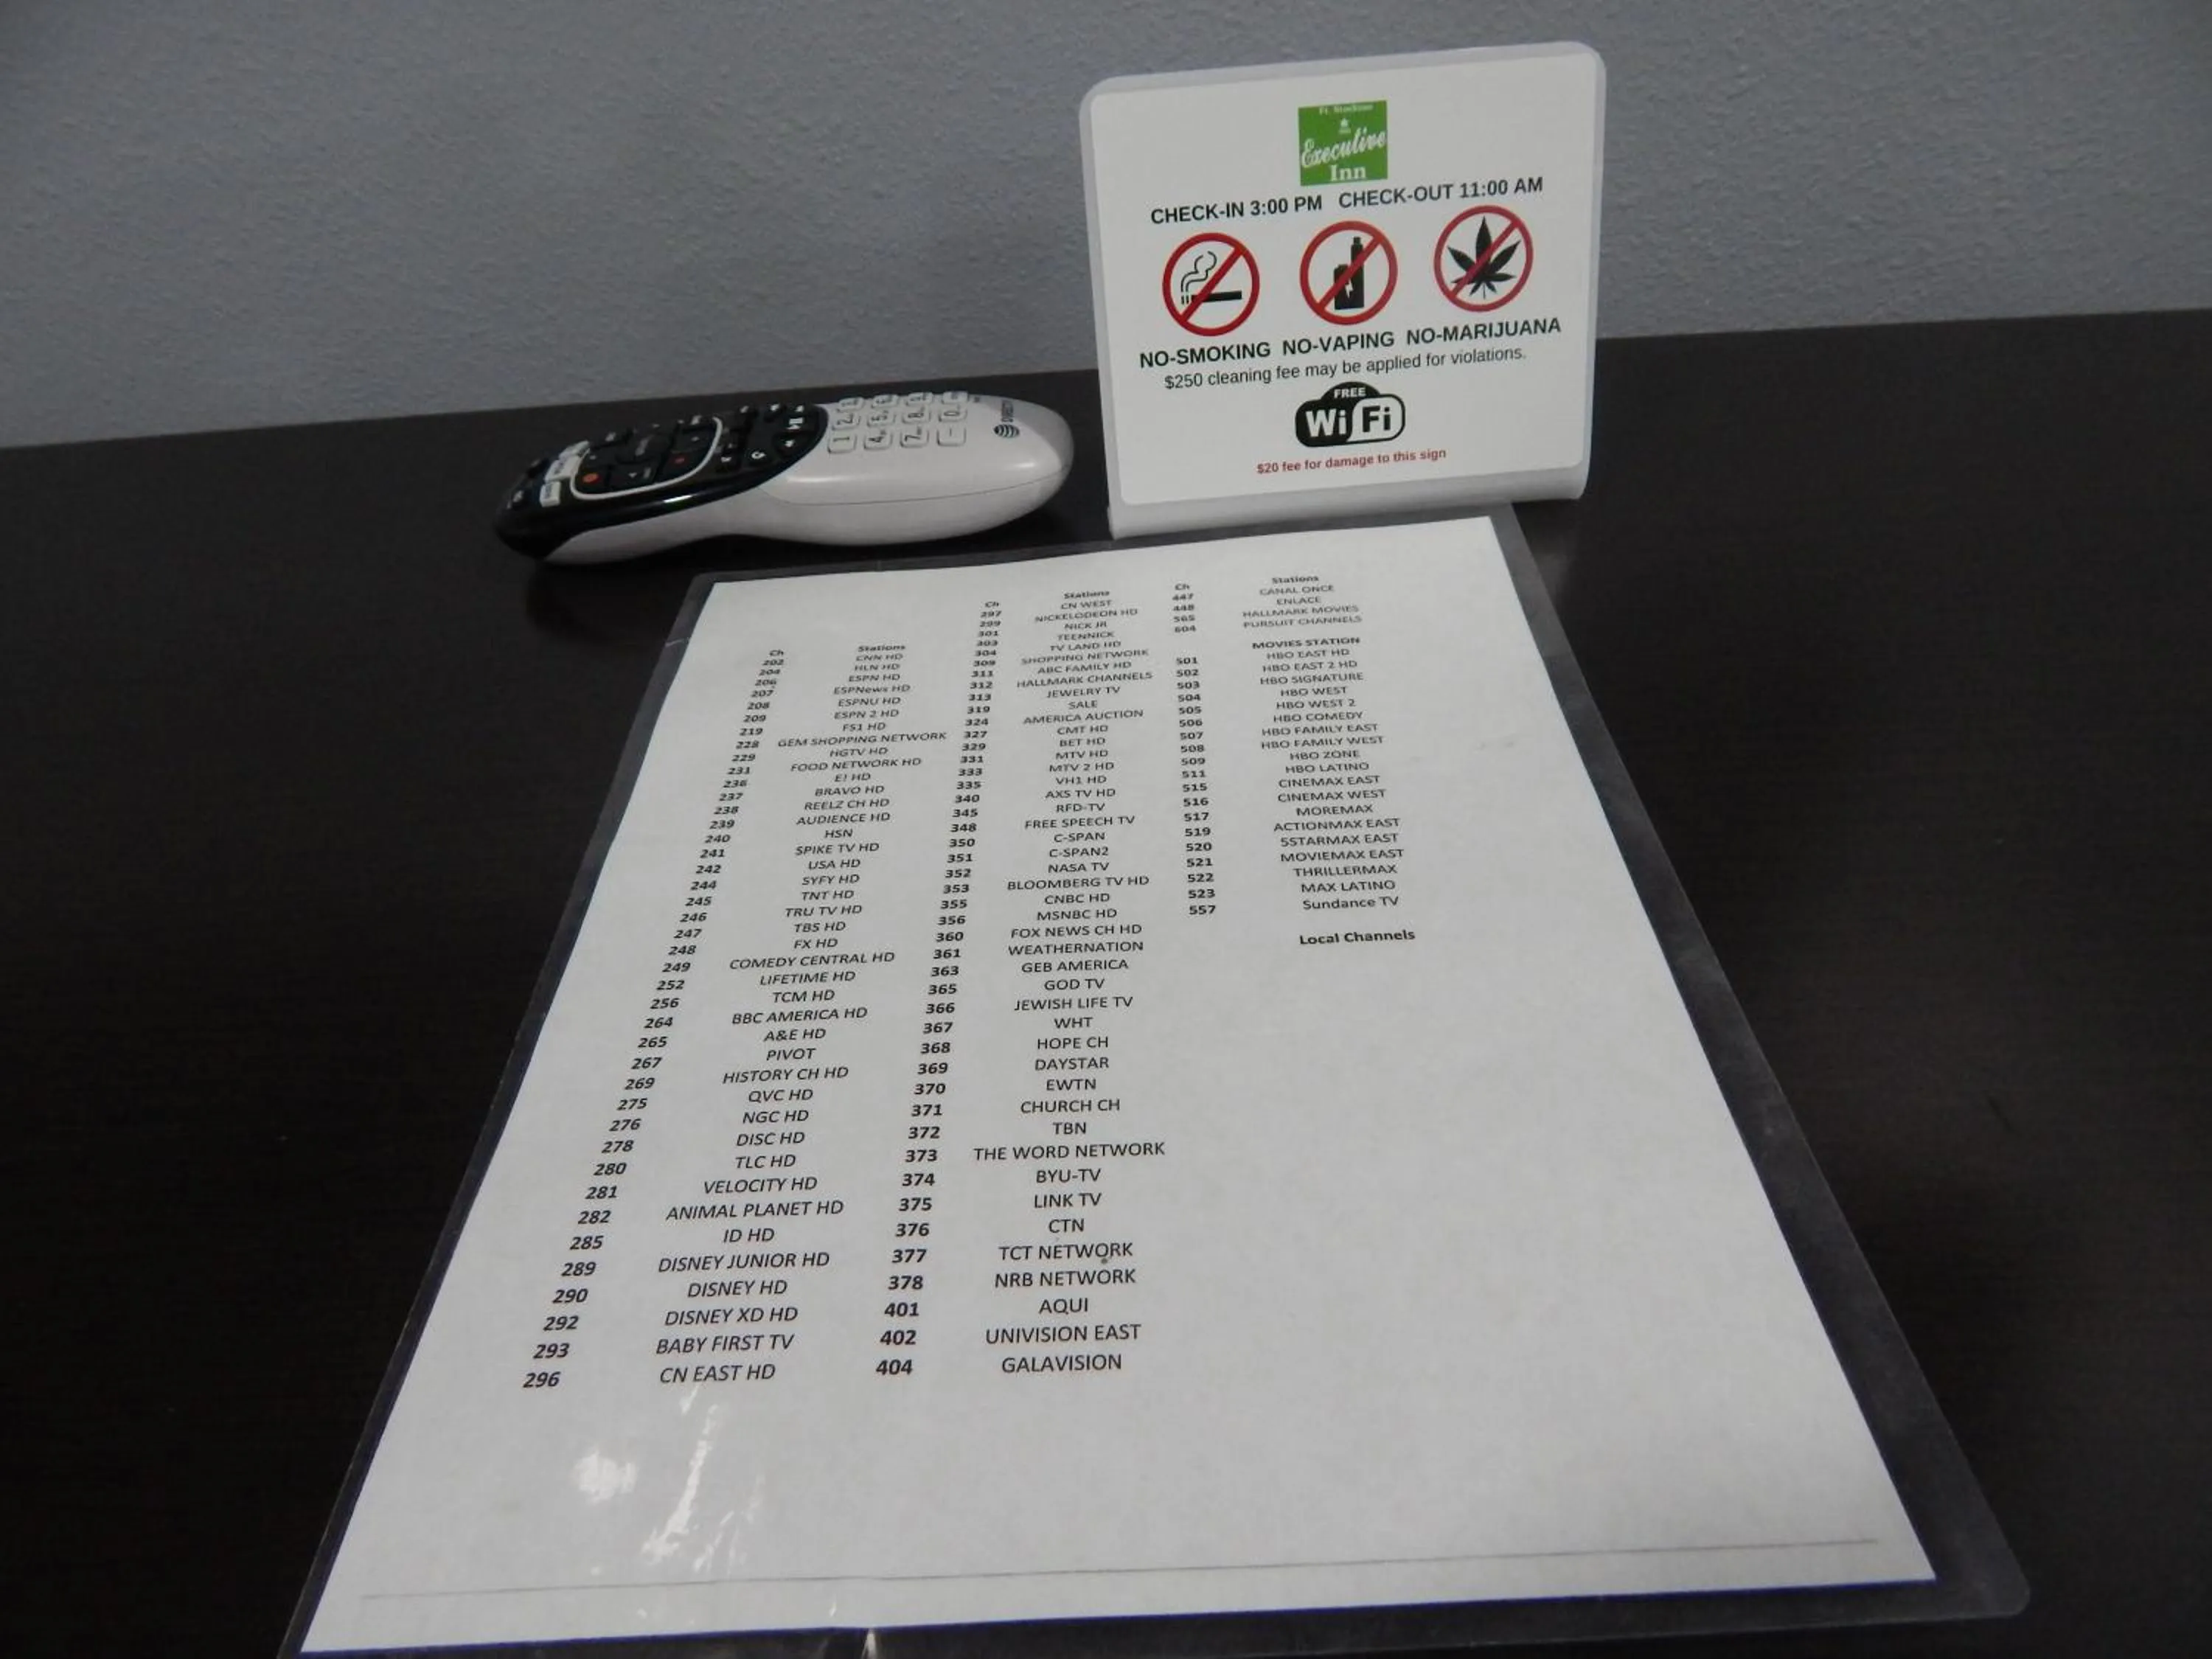 Ft. Stockton
Executive
Inn
CHECK-IN 3:00 PM CHECK-OUT 11:00 AM
NO-SMOKING NO-VAPING NO-MARIJUANA
$250 cleaning fee may be applied for violations.
FREE
Wi Fi
$20 fee for damage to this sign
1 2 3
4 5 6
7 8 9
- 0
Ch Stations
202 CNN HD
204 HLN HD
206 ESPN HD
207 ESPNews HD
208 ESPNU HD
209 ESPN 2 HD
219 FS1 HD
228 GEM SHOPPING NETWORK
229 HGTV HD
231 FOOD NETWORK HD
236 E! HD
237 BRAVO HD
238 REELZ CH HD
239 AUDIENCE HD
240 HSN
241 SPIKE TV HD
242 USA HD
244 SYFY HD
245 TNT HD
246 TRU TV HD
247 TBS HD
248 FX HD
249 COMEDY CENTRAL HD
252 LIFETIME HD
256 TCM HD
264 BBC AMERICA HD
265 A&E HD
267 PIVOT
269 HISTORY CH HD
275 QVC HD
276 NGC HD
278 DISC HD
280 TLC HD
281 VELOCITY HD
282 ANIMAL PLANET HD
285 ID HD
289 DISNEY JUNIOR HD
290 DISNEY HD
292 DISNEY XD HD
293 BABY FIRST TV
296 CN EAST HD
Ch Stations
297 CN WEST
299 NICKELODEON HD
301 NICK JR
303 TEENNICK
304 TV LAND HD
309 SHOPPING NETWORK
311 ABC FAMILY HD
312 HALLMARK CHANNELS
313 JEWELRY TV
319 SALE
324 AMERICA AUCTION
327 CMT HD
329 BET HD
331 MTV HD
333 MTV 2 HD
335 VH1 HD
340 AXS TV HD
345 RFD-TV
348 FREE SPEECH TV
350 C-SPAN
351 C-SPAN2
352 NASA TV
353 BLOOMBERG TV HD
355 CNBC HD
356 MSNBC HD
360 FOX NEWS CH HD
361 WEATHERNATION
363 GEB AMERICA
365 GOD TV
366 JEWISH LIFE TV
367 WHT
368 HOPE CH
369 DAYSTAR
370 EWTN
371 CHURCH CH
372 TBN
373 THE WORD NETWORK
374 BYU-TV
375 LINK TV
376 CTN
377 TCT NETWORK
378 NRB NETWORK
401 AQUI
402 UNIVISION EAST
404 GALAVISION
Ch Stations
447 CANAL ONCE
448 ENLACE
565 HALLMARK MOVIES
604 PURSUIT CHANNELS
MOVIES STATION
501 HBO EAST HD
502 HBO EAST 2 HD
503 HBO SIGNATURE
504 HBO WEST
505 HBO WEST 2
506 HBO COMEDY
507 HBO FAMILY EAST
508 HBO FAMILY WEST
509 HBO ZONE
511 HBO LATINO
515 CINEMAX EAST
516 CINEMAX WEST
517 MOREMAX
519 ACTIONMAX EAST
520 5STARMAX EAST
521 MOVIEMAX EAST
522 THRILLERMAX
523 MAX LATINO
557 Sundance TV
Local Channels